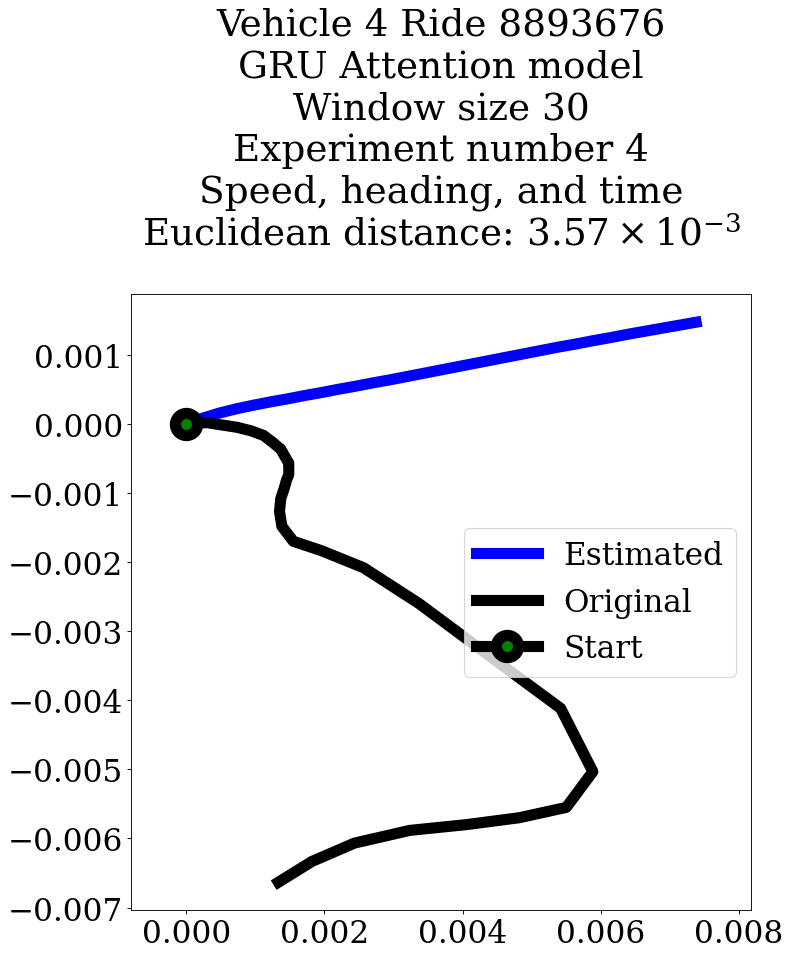 Vehicle 4 Ride 8893676
GRU Attention model
Window size 30
Experiment number 4
Speed, heading, and time
Euclidean distance: 3.57 × 10⁻³
0.001
0.000
−0.001
−0.002
−0.003
−0.004
−0.005
−0.006
−0.007
Estimated
Original
Start
0.000 0.002 0.004 0.006 0.008